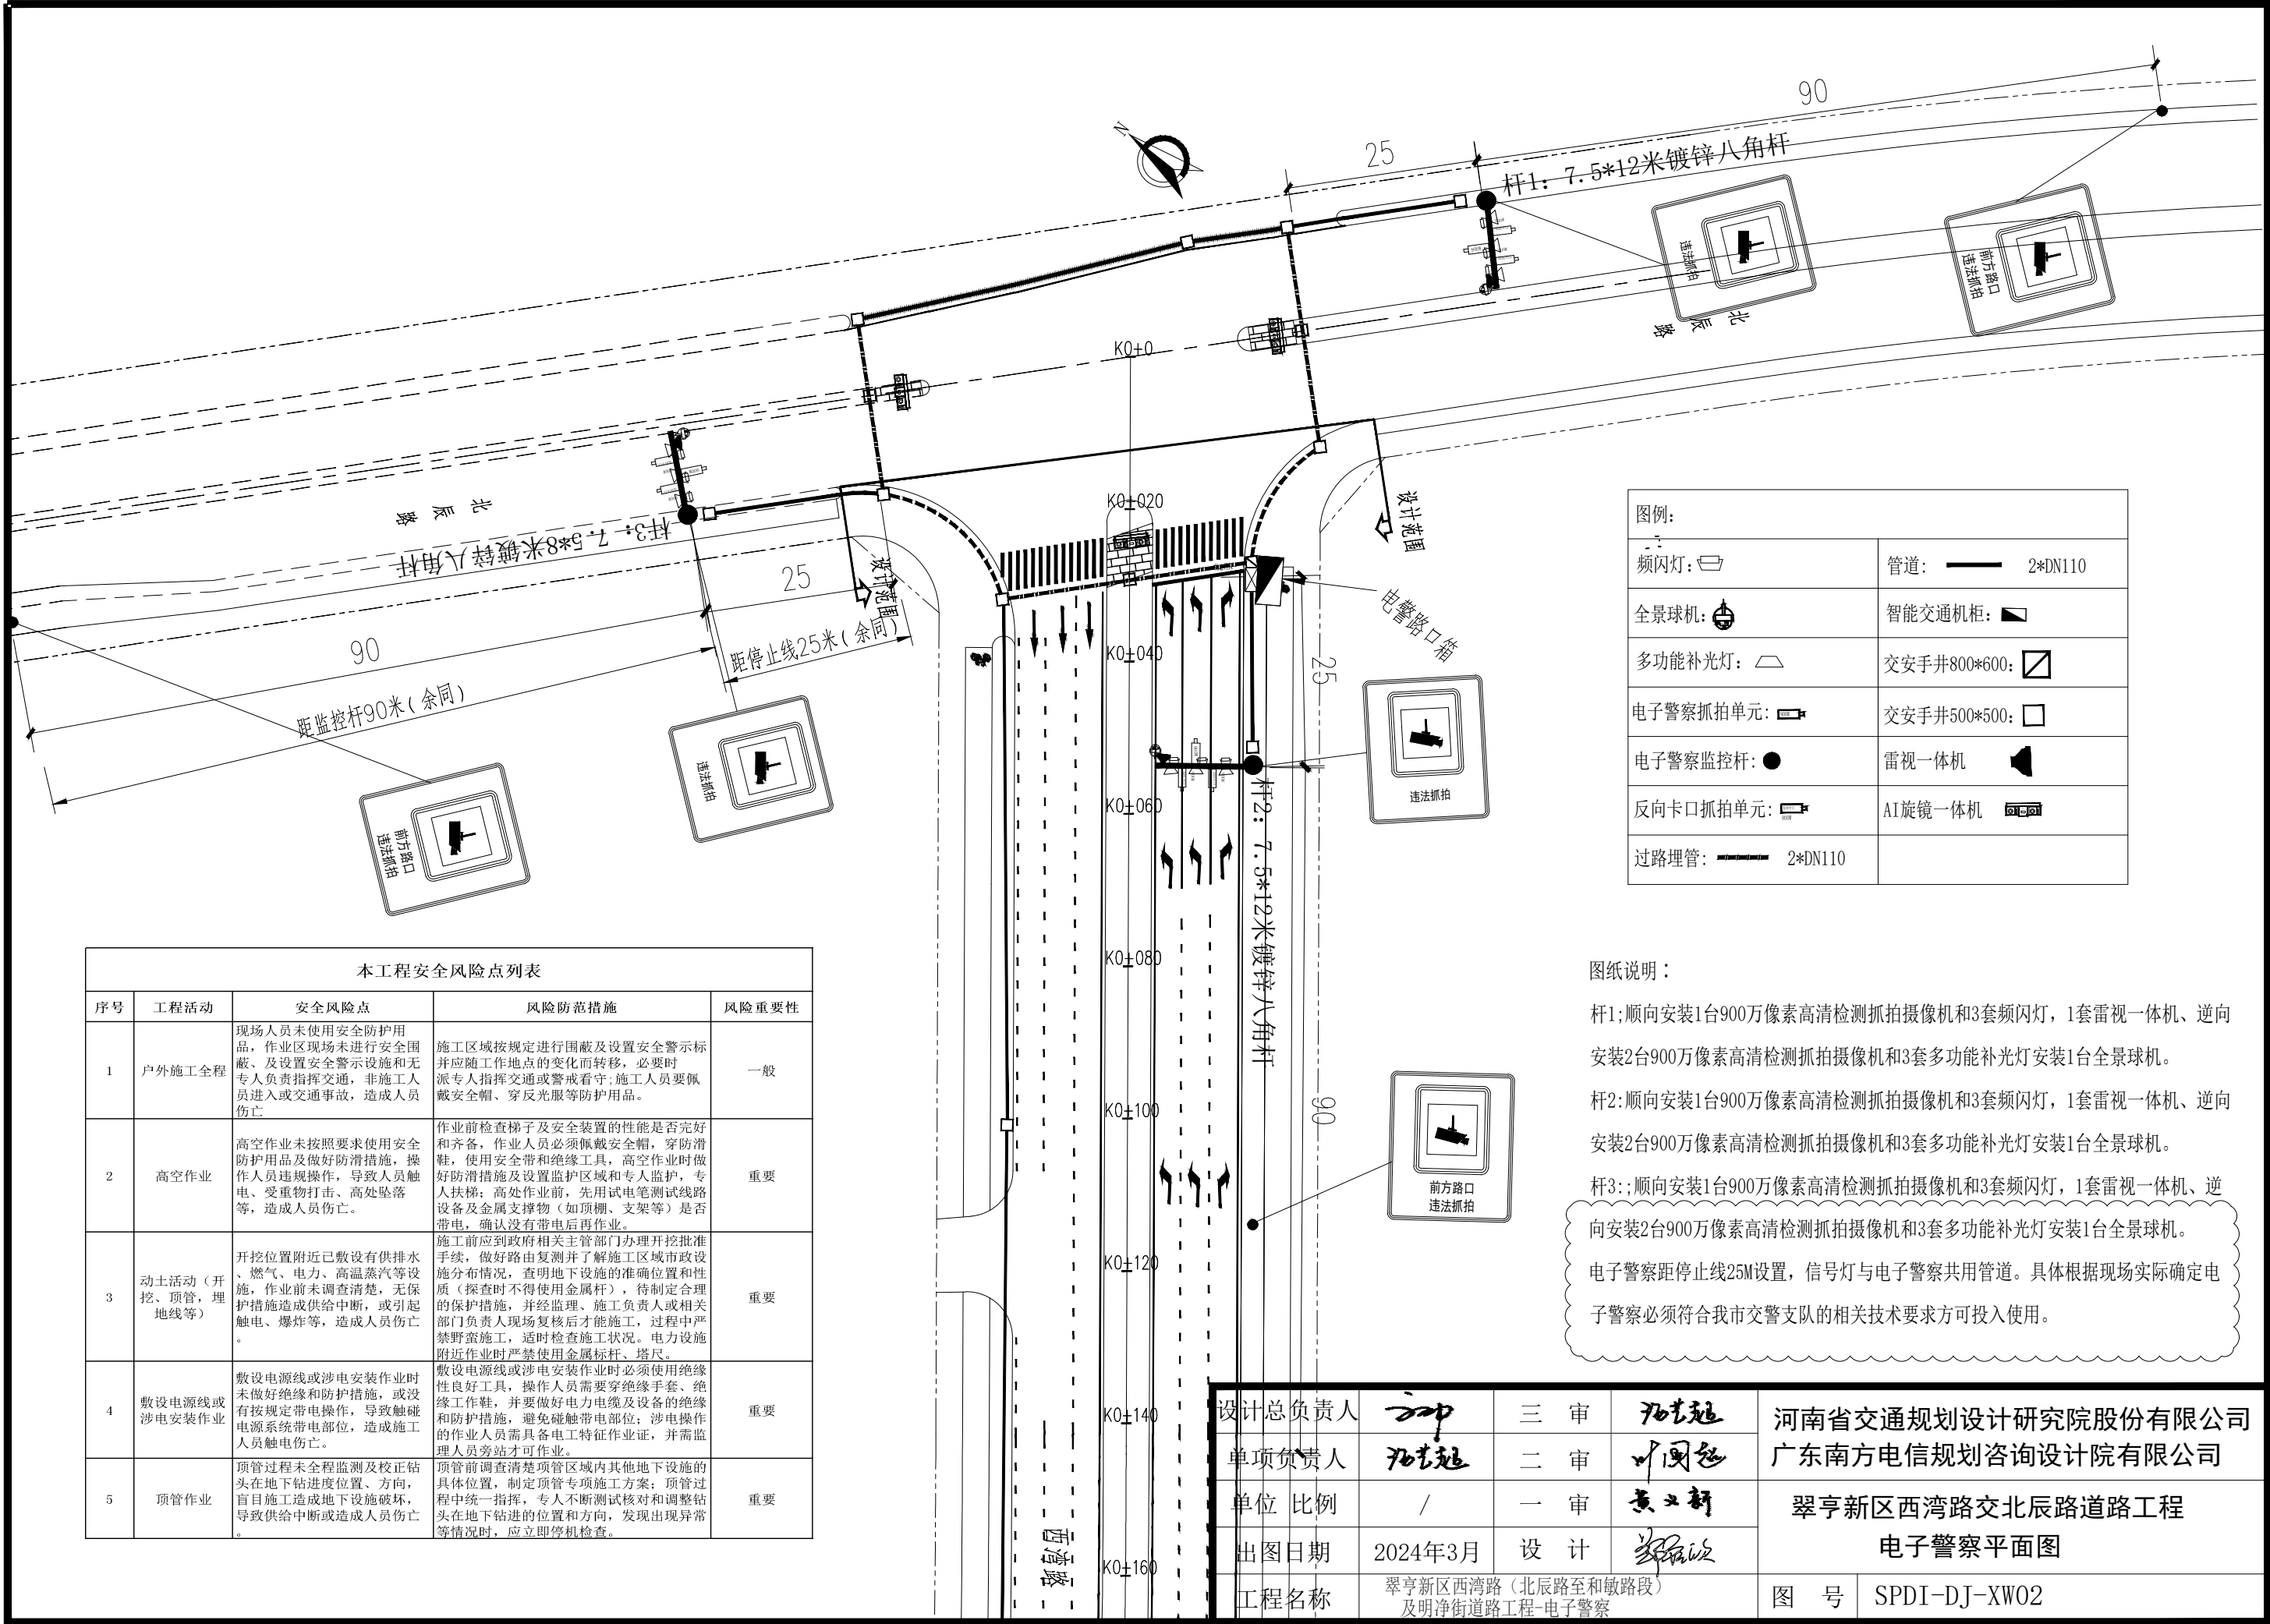 N
90
25
杆1：7.5*12米镀锌八角杆
违法抓拍
前方路口
违法抓拍
北辰路
K0+0
K0+020
K0+040
K0+060
K0+080
K0+100
K0+120
K0+140
K0+160
北辰路
杆3：7.5*8米镀锌八角杆
设计范围
设计范围
25
90
距停止线25米(余同)
距监控杆90米(余同)
违法抓拍
前方路口
违法抓拍
电警路口箱
25
违法抓拍
杆2：7.5*12米镀锌八角杆
90
前方路口
违法抓拍
西湾路
图例:
频闪灯:
管道:
2*DN110
全景球机:
智能交通机柜:
多功能补光灯:
交安手井800*600:
电子警察抓拍单元:
交安手井500*500:
电子警察监控杆:
雷视一体机
反向卡口抓拍单元:
AI旋镜一体机
过路埋管:
2*DN110
图纸说明：
杆1;顺向安装1台900万像素高清检测抓拍摄像机和3套频闪灯，1套雷视一体机、逆向
安装2台900万像素高清检测抓拍摄像机和3套多功能补光灯安装1台全景球机。
杆2:顺向安装1台900万像素高清检测抓拍摄像机和3套频闪灯，1套雷视一体机、逆向
安装2台900万像素高清检测抓拍摄像机和3套多功能补光灯安装1台全景球机。
杆3:;顺向安装1台900万像素高清检测抓拍摄像机和3套频闪灯，1套雷视一体机、逆
向安装2台900万像素高清检测抓拍摄像机和3套多功能补光灯安装1台全景球机。
电子警察距停止线25M设置，信号灯与电子警察共用管道。具体根据现场实际确定电
子警察必须符合我市交警支队的相关技术要求方可投入使用。
本工程安全风险点列表
序号 工程活动 安全风险点 风险防范措施 风险重要性
1
户外施工全程
现场人员未使用安全防护用
品，作业区现场未进行安全围
蔽、及设置安全警示设施和无
专人负责指挥交通，非施工人
员进入或交通事故，造成人员
伤亡
施工区域按规定进行围蔽及设置安全警示标
并应随工作地点的变化而转移，必要时
派专人指挥交通或警戒看守;施工人员要佩
戴安全帽、穿反光服等防护用品。
一般
2
高空作业
高空作业未按照要求使用安全
防护用品及做好防滑措施，操
作人员违规操作，导致人员触
电、受重物打击、高处坠落
等，造成人员伤亡。
作业前检查梯子及安全装置的性能是否完好
和齐备，作业人员必须佩戴安全帽，穿防滑
鞋，使用安全带和绝缘工具，高空作业时做
好防滑措施及设置监护区域和专人监护，专
人扶梯；高处作业前，先用试电笔测试线路
设备及金属支撑物（如顶棚、支架等）是否
带电，确认没有带电后再作业。
重要
3
动土活动（开
挖、顶管，埋
地线等）
开挖位置附近已敷设有供排水
、燃气、电力、高温蒸汽等设
施，作业前未调查清楚，无保
护措施造成供给中断，或引起
触电、爆炸等，造成人员伤亡
。
施工前应到政府相关主管部门办理开挖批准
手续，做好路由复测并了解施工区域市政设
施分布情况，查明地下设施的准确位置和性
质（探查时不得使用金属杆），待制定合理
的保护措施，并经监理、施工负责人或相关
部门负责人现场复核后才能施工，过程中严
禁野蛮施工，适时检查施工状况。电力设施
附近作业时严禁使用金属标杆、塔尺。
重要
4
敷设电源线或
涉电安装作业
敷设电源线或涉电安装作业时
未做好绝缘和防护措施，或没
有按规定带电操作，导致触碰
电源系统带电部位，造成施工
人员触电伤亡。
敷设电源线或涉电安装作业时必须使用绝缘
性良好工具，操作人员需要穿绝缘手套、绝
缘工作鞋，并要做好电力电缆及设备的绝缘
和防护措施，避免碰触带电部位；涉电操作
的作业人员需具备电工特征作业证，并需监
理人员旁站才可作业。
重要
5
顶管作业
顶管过程未全程监测及校正钻
头在地下钻进度位置、方向，
盲目施工造成地下设施破坏，
导致供给中断或造成人员伤亡
。
顶管前调查清楚项管区域内其他地下设施的
具体位置，制定顶管专项施工方案；顶管过
程中统一指挥，专人不断测试核对和调整钻
头在地下钻进的位置和方向，发现出现异常
等情况时，应立即停机检查。
重要
设计总负责人
三 审
单项负责人
二 审
单位 比例
/
一 审
出图日期
2024年3月
设 计
工程名称
翠亨新区西湾路（北辰路至和敏路段）
及明净街道路工程-电子警察
河南省交通规划设计研究院股份有限公司
广东南方电信规划咨询设计院有限公司
翠亨新区西湾路交北辰路道路工程
电子警察平面图
图 号
SPDI-DJ-XW02